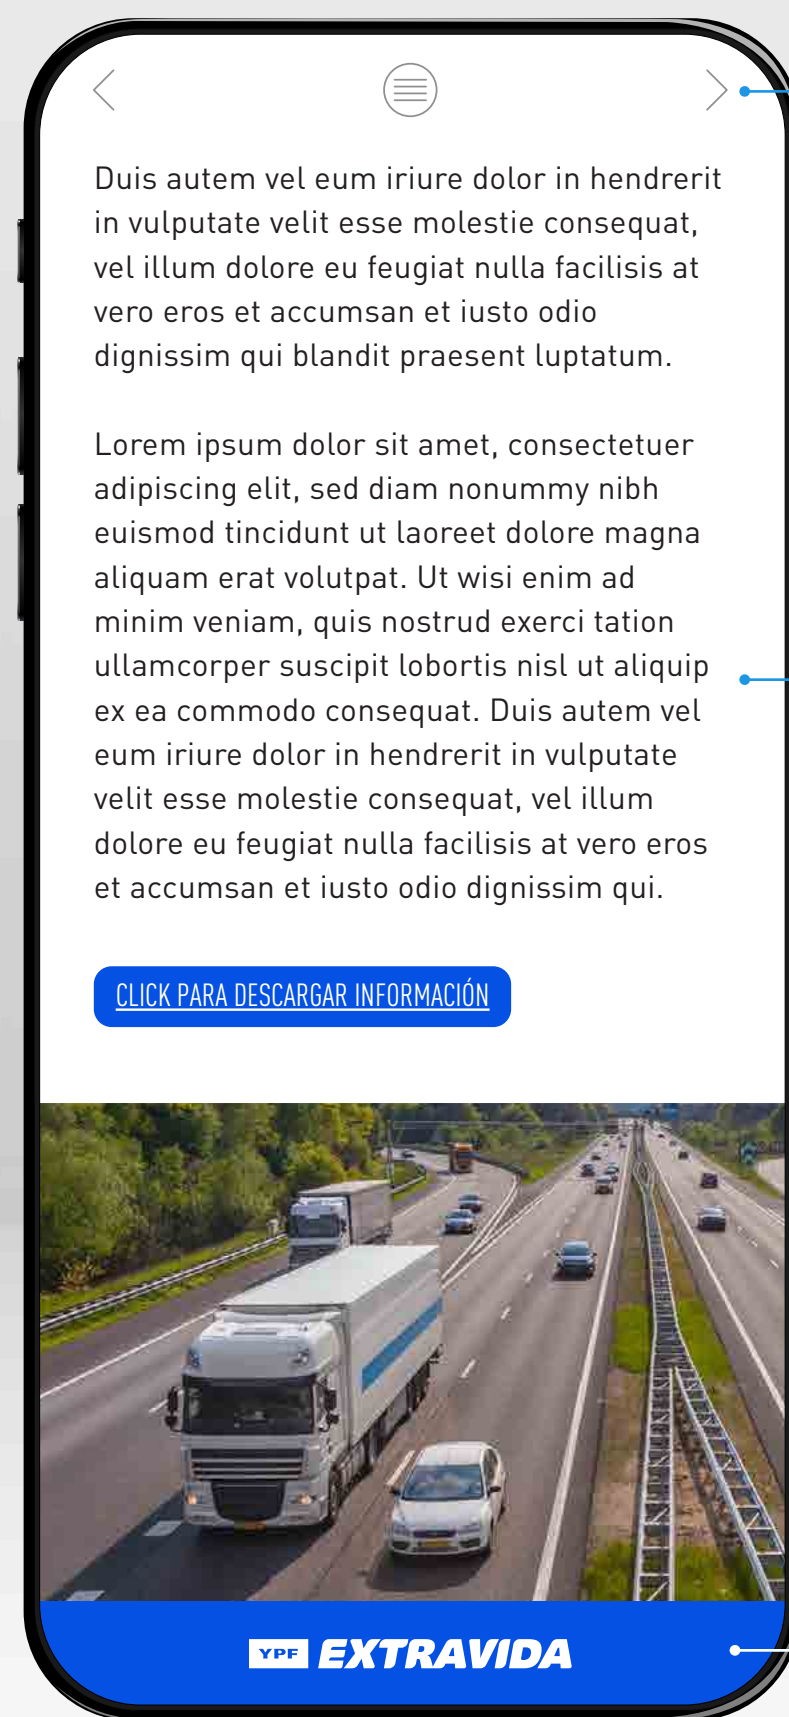 Duis autem vel eum iriure dolor in hendrerit
in vulputate velit esse molestie consequat,
vel illum dolore eu feugiat nulla facilisis at
vero eros et accumsan et iusto odio
dignissim qui blandit praesent luptatum.
Lorem ipsum dolor sit amet, consectetuer
adipiscing elit, sed diam nonummy nibh
euismod tincidunt ut laoreet dolore magna
aliquam erat volutpat. Ut wisi enim ad
minim veniam, quis nostrud exerci tation
ullamcorper suscipit lobortis nisl ut aliquip
ex ea commodo consequat. Duis autem vel
eum iriure dolor in hendrerit in vulputate
velit esse molestie consequat, vel illum
dolore eu feugiat nulla facilisis at vero eros
et accumsan et iusto odio dignissim qui.
CLICK PARA DESCARGAR INFORMACIÓN
YPF EXTRAVIDA